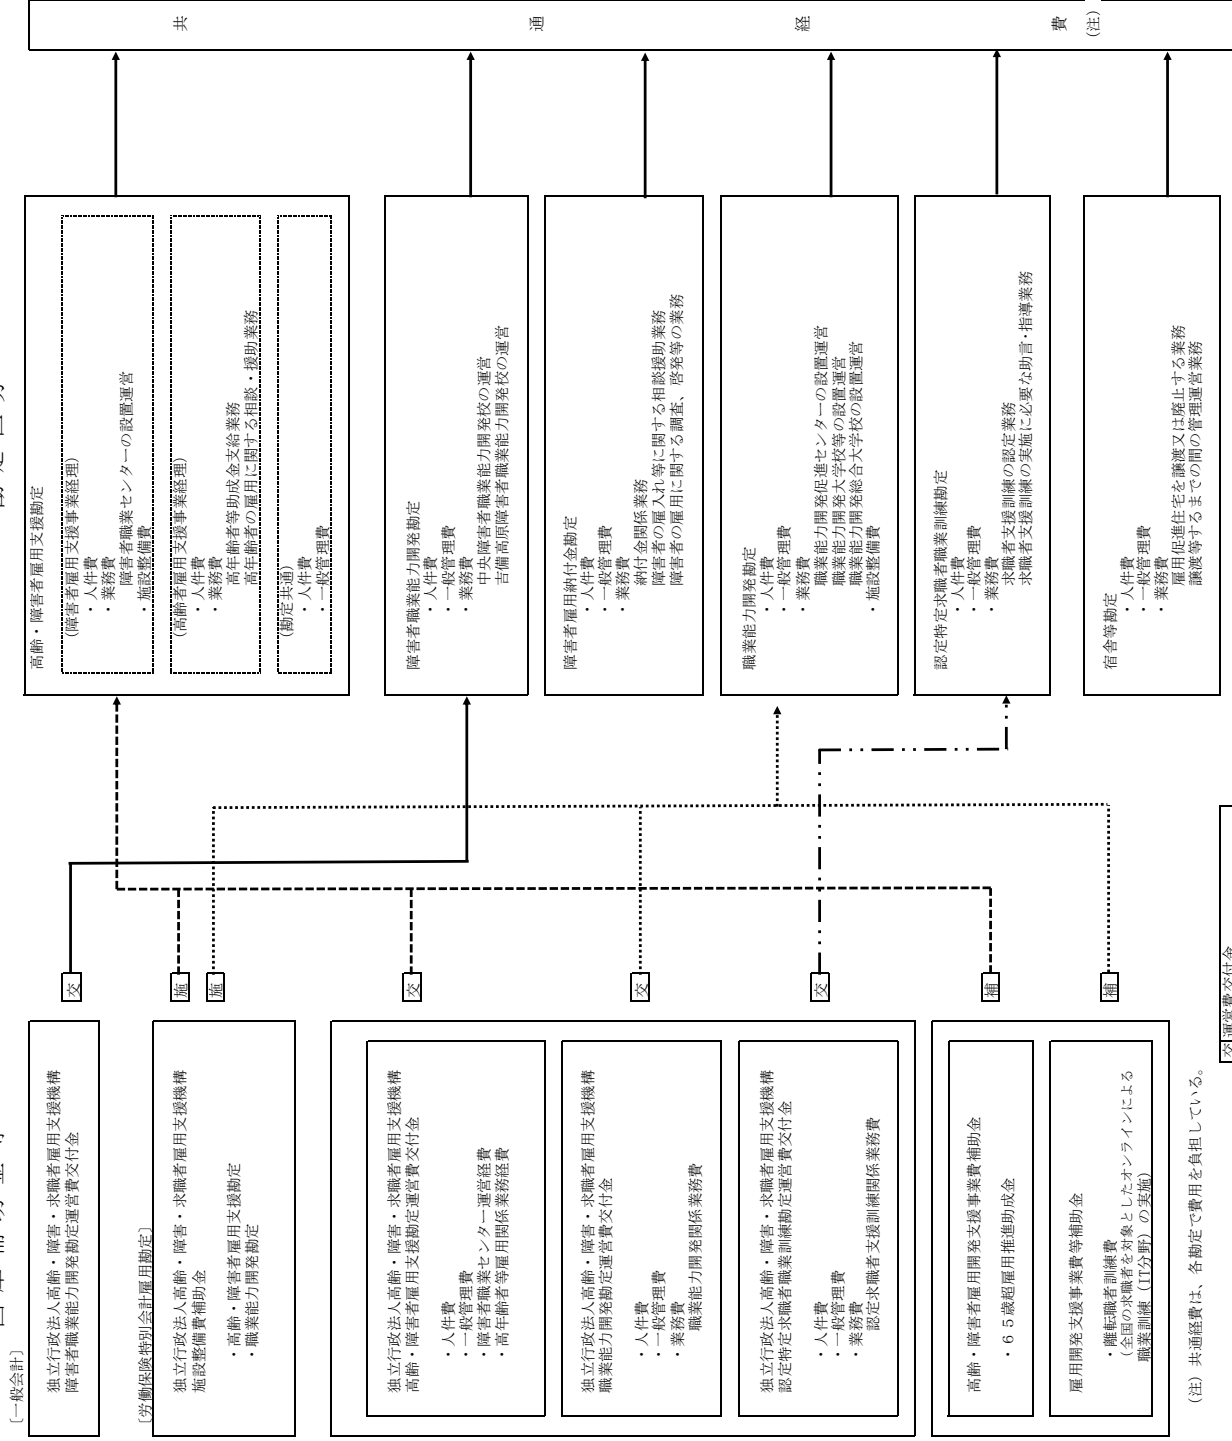 国庫補助金等
〔一般会計〕
独立行政法人高齢・障害・求職者雇用支援機構
障害者職業能力開発勘定運営費交付金
交
〔労働保険特別会計雇用勘定〕
独立行政法人高齢・障害・求職者雇用支援機構
施設整備費補助金
・高齢・障害者雇用支援勘定
・職業能力開発勘定
施
施
独立行政法人高齢・障害・求職者雇用支援機構
高齢・障害者雇用支援勘定運営費交付金
・人件費
・一般管理費
・障害者職業センター運営経費
・高年齢者等雇用関係業務経費
交
独立行政法人高齢・障害・求職者雇用支援機構
職業能力開発勘定運営費交付金
・人件費
・一般管理費
・業務費
職業能力開発関係業務費
交
独立行政法人高齢・障害・求職者雇用支援機構
認定特定求職者職業訓練勘定運営費交付金
・人件費
・一般管理費
・業務費
認定求職者支援訓練関係業務費
交
高齢・障害者雇用開発支援事業費補助金
・65歳超雇用推進助成金
補
雇用開発支援事業費等補助金
・離転職者訓練費
（全国の求職者を対象としたオンラインによる
職業訓練（IT分野）の実施）
補
（注）共通経費は、各勘定で費用を負担している。
交 運営費交付金
勘定区分
高齢・障害者雇用支援勘定
(障害者雇用支援事業経理)
・人件費
・業務費
障害者職業センターの設置運営
・施設整備費
(高齢者雇用支援事業経理)
・人件費
・業務費
高年齢者等助成金支給業務
高年齢者の雇用に関する相談・援助業務
(勘定共通)
・人件費
・一般管理費
障害者職業能力開発勘定
・人件費
・一般管理費
・業務費
中央障害者職業能力開発校の運営
吉備高原障害者職業能力開発校の運営
障害者雇用納付金勘定
・人件費
・一般管理費
・業務費
納付金関係業務
障害者の雇入れ等に関する相談援助業務
障害者の雇用に関する調査、啓発等の業務
職業能力開発勘定
・人件費
・一般管理費
・業務費
職業能力開発促進センターの設置運営
職業能力開発大学校等の設置運営
職業能力開発総合大学校の設置運営
・施設整備費
認定特定求職者職業訓練勘定
・人件費
・一般管理費
・業務費
求職者支援訓練の認定業務
求職者支援訓練の実施に必要な助言・指導業務
宿舎等勘定
・人件費
・一般管理費
・業務費
雇用促進住宅を譲渡又は廃止する業務
譲渡等するまでの間の管理運営業務
共通経費
（注）